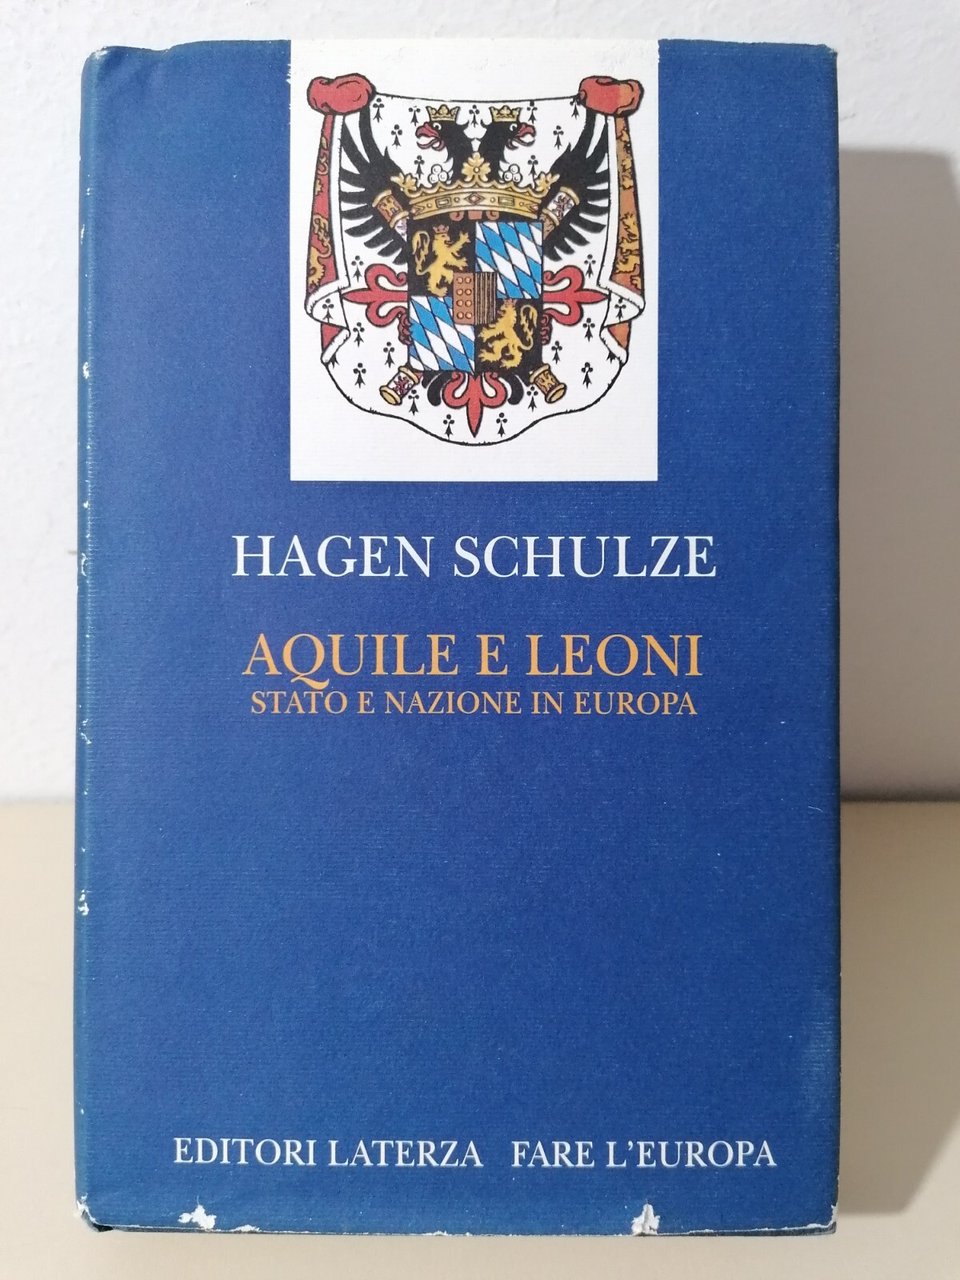 HAGEN SCHULZE
AQUILE E LEONI
STATO E NAZIONE IN EUROPA
EDITORI LATERZA FARE L'EUROPA